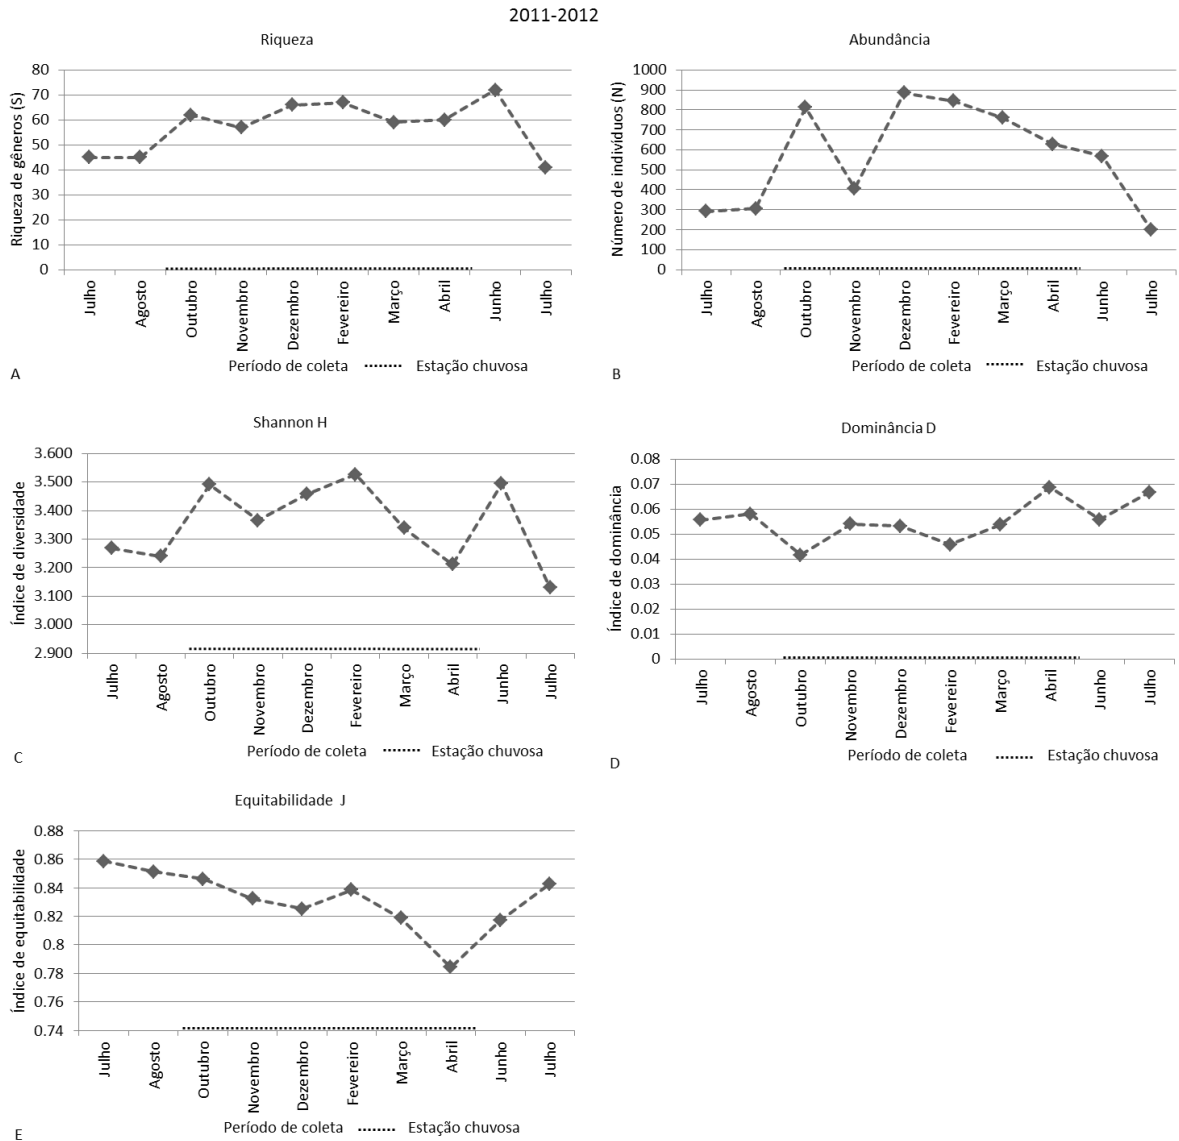 2011-2012
Riqueza
Riqueza de gêneros (S)
80
70
60
50
40
30
20
10
0
Julho
Agosto
Outubro
Novembro
Dezembro
Fevereiro
Março
Abril
Junho
Julho
Período de coleta
Estação chuvosa
A
Abundância
Número de indivíduos (N)
1000
900
800
700
600
500
400
300
200
100
0
Julho
Agosto
Outubro
Novembro
Dezembro
Fevereiro
Março
Abril
Junho
Julho
Período de coleta
Estação chuvosa
B
Shannon H
Índice de diversidade
3.600
3.500
3.400
3.300
3.200
3.100
3.000
2.900
Julho
Agosto
Outubro
Novembro
Dezembro
Fevereiro
Março
Abril
Junho
Julho
Período de coleta
Estação chuvosa
C
Dominância D
Índice de dominância
0.08
0.07
0.06
0.05
0.04
0.03
0.02
0.01
0
Julho
Agosto
Outubro
Novembro
Dezembro
Fevereiro
Março
Abril
Junho
Julho
Período de coleta
Estação chuvosa
D
Equitabilidade J
Índice de equitabilidade
0.88
0.86
0.84
0.82
0.8
0.78
0.76
0.74
Julho
Agosto
Outubro
Novembro
Dezembro
Fevereiro
Março
Abril
Junho
Julho
Período de coleta
Estação chuvosa
E